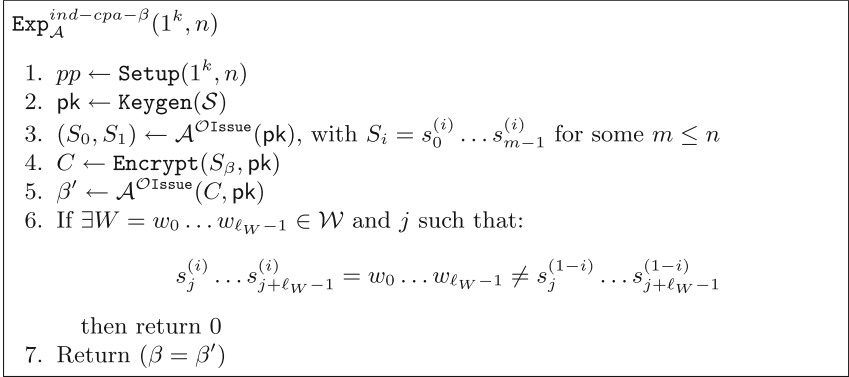 Exp_𝒜^{ind−cpa−β}(1^k, n)
1. pp ← Setup(1^k, n)
2. pk ← Keygen(𝒮)
3. (S_0, S_1) ← 𝒜^{𝒪Issue}(pk), with S_i = s_0^{(i)} … s_{m−1}^{(i)} for some m ≤ n
4. C ← Encrypt(S_β, pk)
5. β′ ← 𝒜^{𝒪Issue}(C, pk)
6. If ∃W = w_0 … w_{ℓ_W−1} ∈ 𝒲 and j such that:
s_j^{(i)} … s_{j+ℓ_W−1}^{(i)} = w_0 … w_{ℓ_W−1} ≠ s_j^{(1−i)} … s_{j+ℓ_W−1}^{(1−i)}
then return 0
7. Return (β = β′)